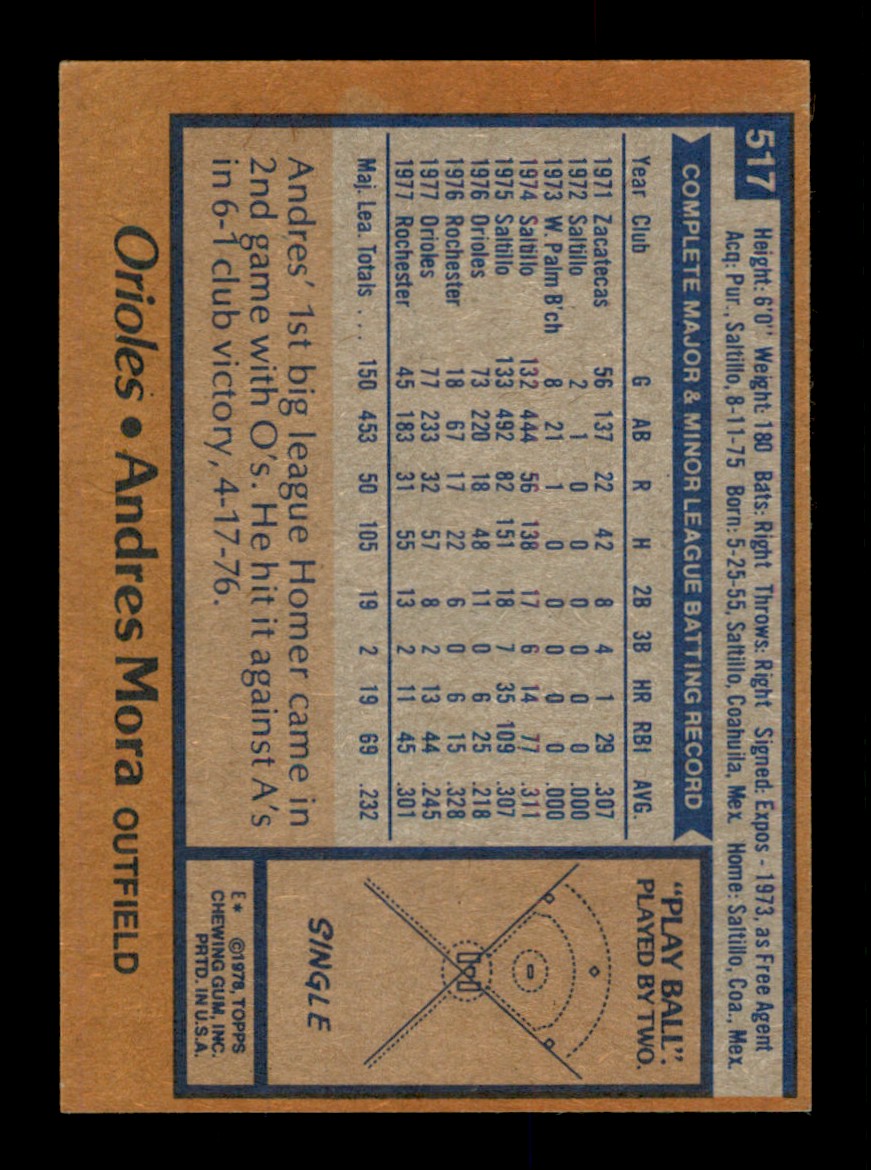 517
Height: 6'0" Weight: 180 Bats: Right Throws: Right Signed: Expos - 1973, as Free Agent
Acq: Pur., Saltillo, 8-11-75 Born: 5-25-55, Saltillo, Coahuila, Mex. Home: Saltillo, Coa., Mex.
COMPLETE MAJOR & MINOR LEAGUE BATTING RECORD
Year Club G AB R H 2B 3B HR RBI AVG.
1971 Zacatecas 56 137 22 42 8 4 1 29 .307
1972 Saltillo 2 1 0 0 0 0 0 0 .000
1973 W. Palm B'ch 8 21 1 0 0 0 0 0 .000
1974 Saltillo 132 444 56 138 17 6 14 77 .311
1975 Saltillo 133 492 82 151 18 7 35 109 .307
1976 Orioles 73 220 18 48 11 0 6 25 .218
1976 Rochester 18 67 17 22 6 0 6 15 .328
1977 Orioles 77 233 32 57 8 2 13 44 .245
1977 Rochester 45 183 31 55 13 2 11 45 .301
Maj. Lea. Totals . . . 150 453 50 105 19 2 19 69 .232
Andres' 1st big league Homer came in
2nd game with O's. He hit it against A's
in 6-1 club victory, 4-17-76.
"PLAY BALL":
PLAYED BY TWO.
SINGLE
E* ©1978, TOPPS
CHEWING GUM, INC.
PRTD. IN U.S.A.
Orioles • Andres Mora OUTFIELD